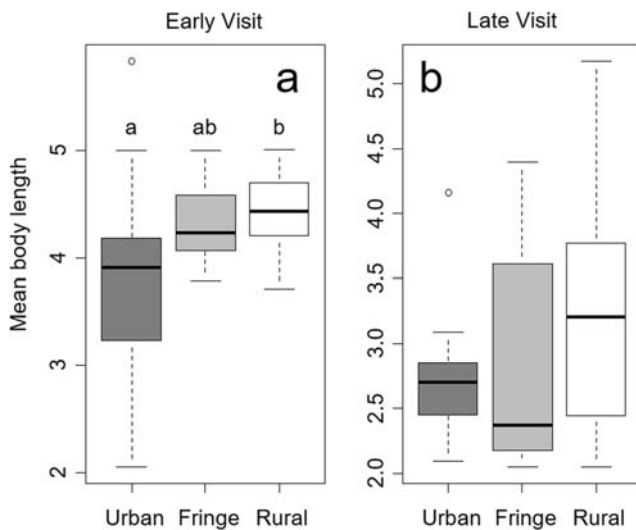 Early Visit
Late Visit
Mean body length
a
b
a
ab
b
5
4
3
2
5.0
4.5
4.0
3.5
3.0
2.5
2.0
Urban Fringe Rural
Urban Fringe Rural